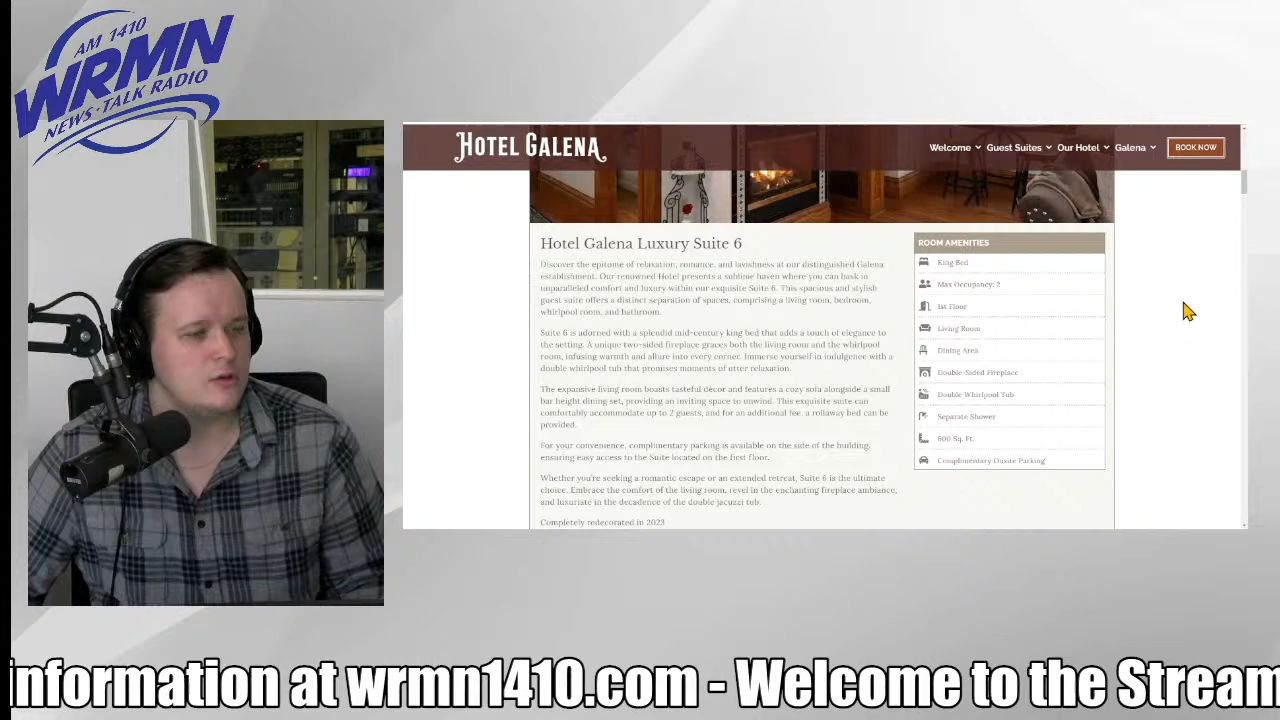 AM 1410
WRMN
NEWS-TALK RADIO
HOTEL GALENA
Welcome Guest Suites Our Hotel Galena BOOK NOW
Hotel Galena Luxury Suite 6
Discover the epitome of relaxation, romance, and lavishness at our distinguished Galena
establishment. Our renowned Hotel presents a sublime haven where you can bask in
unparalleled comfort and luxury within our exquisite Suite 6. This spacious and stylish
guest suite offers a distinct separation of spaces, comprising a living room, bedroom,
whirlpool room, and bathroom.
Suite 6 is adorned with a splendid mid-century king bed that adds a touch of elegance to
the setting. A unique two-sided fireplace graces both the living room and the whirlpool
room, infusing warmth and allure into every corner. Immerse yourself in indulgence with a
double whirlpool tub that promises moments of utter relaxation.
The expansive living room boasts tasteful décor and features a cozy sofa alongside a small
bar height dining set, providing an inviting space to unwind. This exquisite suite can
comfortably accommodate up to 2 guests, and for an additional fee, a rollaway bed can be
provided.
For your convenience, complimentary parking is available on the side of the building,
ensuring easy access to the Suite located on the first floor.
Whether you're seeking a romantic escape or an extended retreat, Suite 6 is the ultimate
choice. Embrace the comfort of the living room, revel in the enchanting fireplace ambiance,
and luxuriate in the decadence of the double jacuzzi tub.
Completely redecorated in 2023
ROOM AMENITIES
King Bed
Max Occupancy: 2
1st Floor
Living Room
Dining Area
Double-Sided Fireplace
Double Whirlpool Tub
Separate Shower
600 Sq. Ft.
Complimentary Onsite Parking
information at wrmn1410.com - Welcome to the Stream